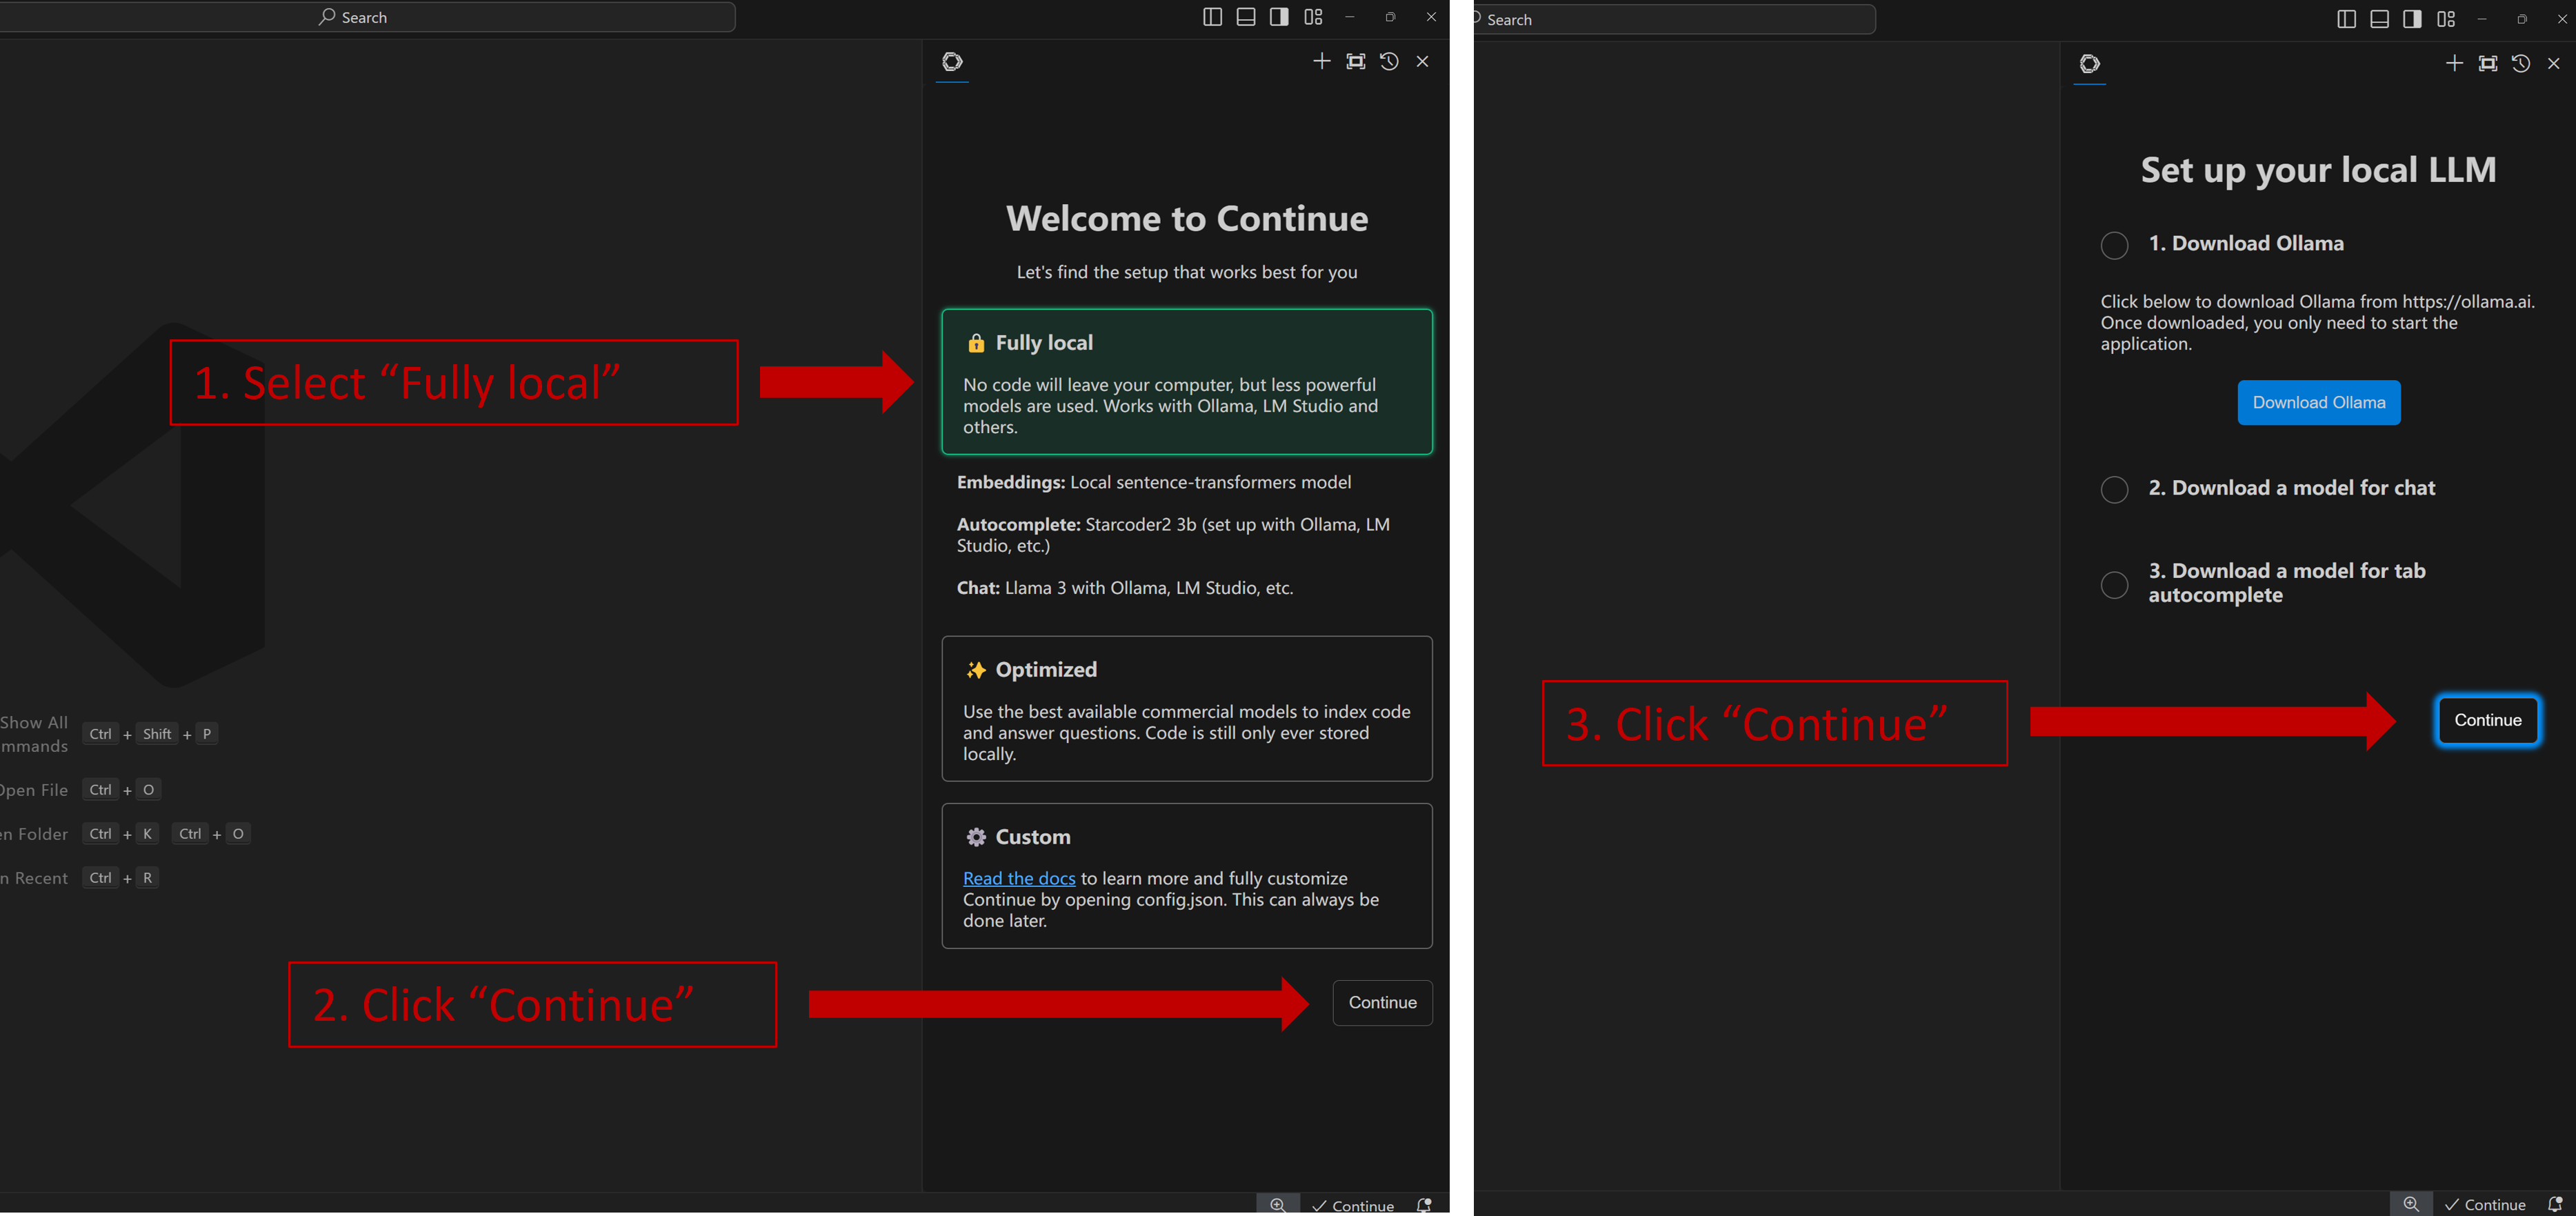 Search
Welcome to Continue
Let's find the setup that works best for you
Fully local
No code will leave your computer, but less powerful
models are used. Works with Ollama, LM Studio and
others.
1. Select “Fully local”
Embeddings: Local sentence-transformers model
Autocomplete: Starcoder2 3b (set up with Ollama, LM
Studio, etc.)
Chat: Llama 3 with Ollama, LM Studio, etc.
Optimized
Use the best available commercial models to index code
and answer questions. Code is still only ever stored
locally.
Show All
mmands
Ctrl + Shift + P
Open File Ctrl + O
en Folder Ctrl + K Ctrl + O
n Recent Ctrl + R
Custom
Read the docs to learn more and fully customize
Continue by opening config.json. This can always be
done later.
2. Click “Continue”
Continue
Continue
Search
Set up your local LLM
1. Download Ollama
Click below to download Ollama from https://ollama.ai.
Once downloaded, you only need to start the
application.
Download Ollama
2. Download a model for chat
3. Download a model for tab
autocomplete
3. Click “Continue”
Continue
Continue